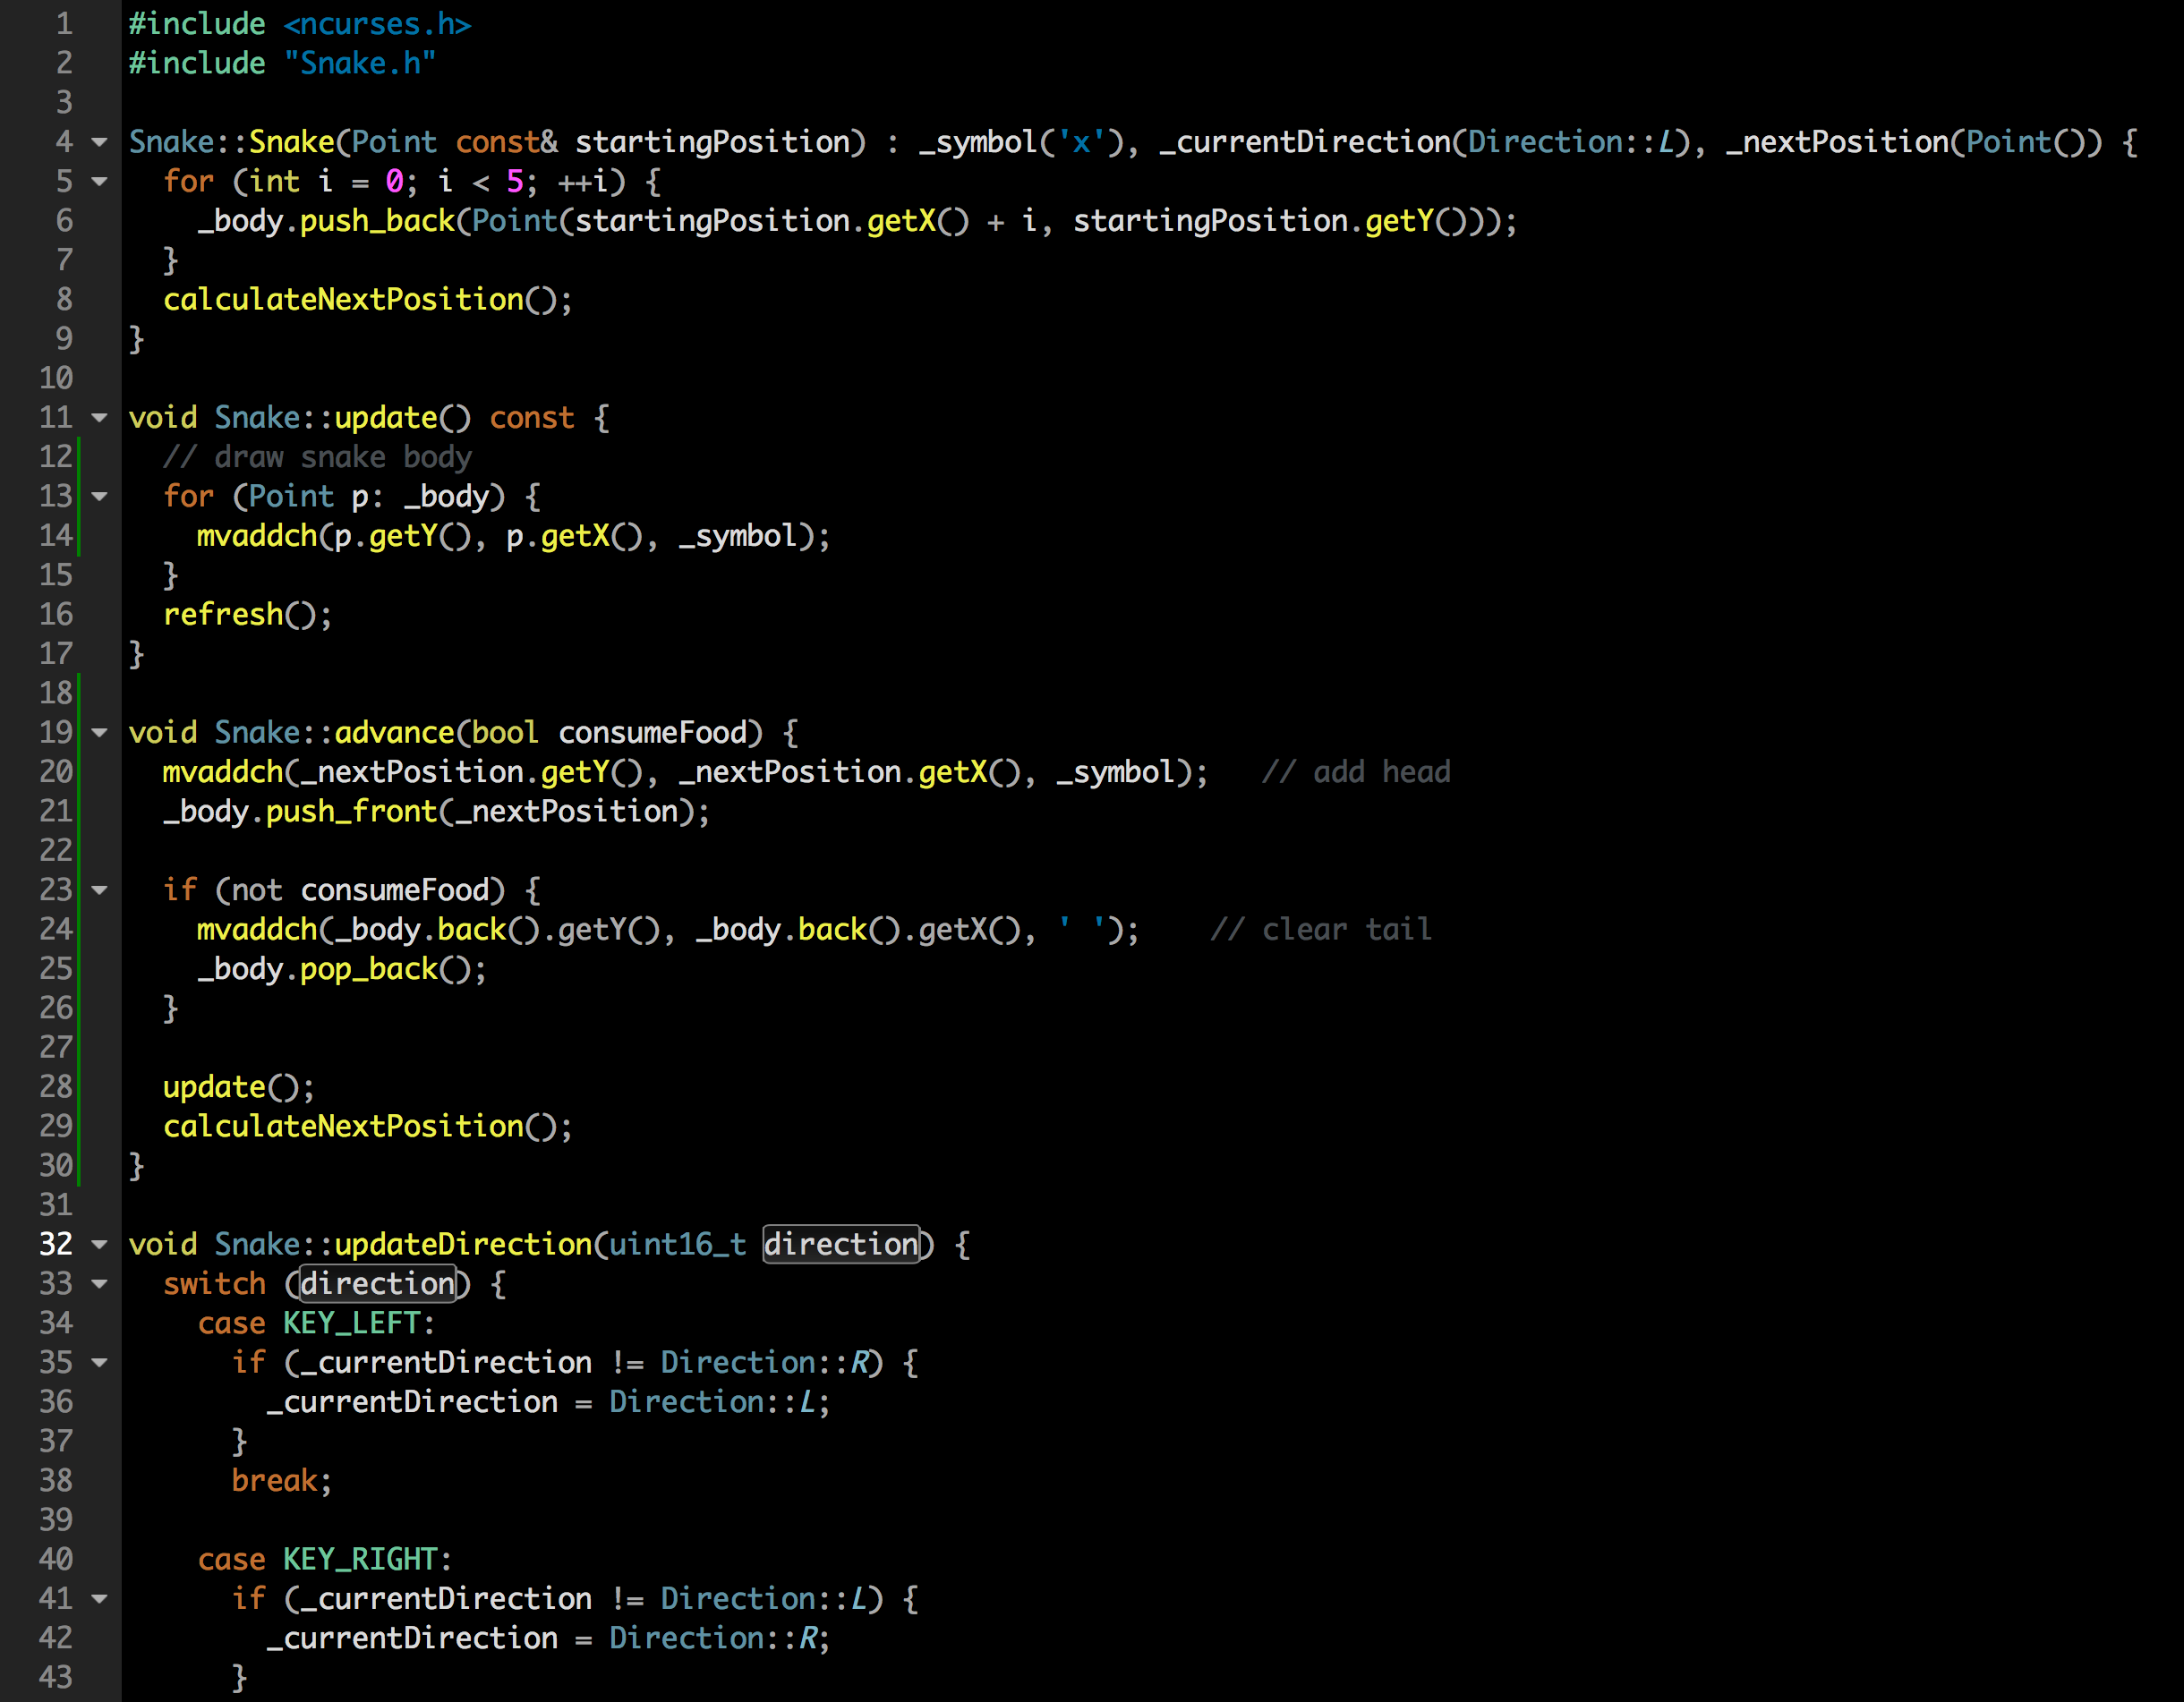 1 #include <ncurses.h>
2 #include "Snake.h"
3
4 Snake::Snake(Point const& startingPosition) : _symbol('x'), _currentDirection(Direction::L), _nextPosition(Point()) {
5   for (int i = 0; i < 5; ++i) {
6     _body.push_back(Point(startingPosition.getX() + i, startingPosition.getY()));
7   }
8   calculateNextPosition();
9 }
10
11 void Snake::update() const {
12   // draw snake body
13   for (Point p: _body) {
14     mvaddch(p.getY(), p.getX(), _symbol);
15   }
16   refresh();
17 }
18
19 void Snake::advance(bool consumeFood) {
20   mvaddch(_nextPosition.getY(), _nextPosition.getX(), _symbol);   // add head
21   _body.push_front(_nextPosition);
22
23   if (not consumeFood) {
24     mvaddch(_body.back().getY(), _body.back().getX(), ' ');    // clear tail
25     _body.pop_back();
26   }
27
28   update();
29   calculateNextPosition();
30 }
31
32 void Snake::updateDirection(uint16_t direction) {
33   switch (direction) {
34     case KEY_LEFT:
35       if (_currentDirection != Direction::R) {
36         _currentDirection = Direction::L;
37       }
38       break;
39
40     case KEY_RIGHT:
41       if (_currentDirection != Direction::L) {
42         _currentDirection = Direction::R;
43       }